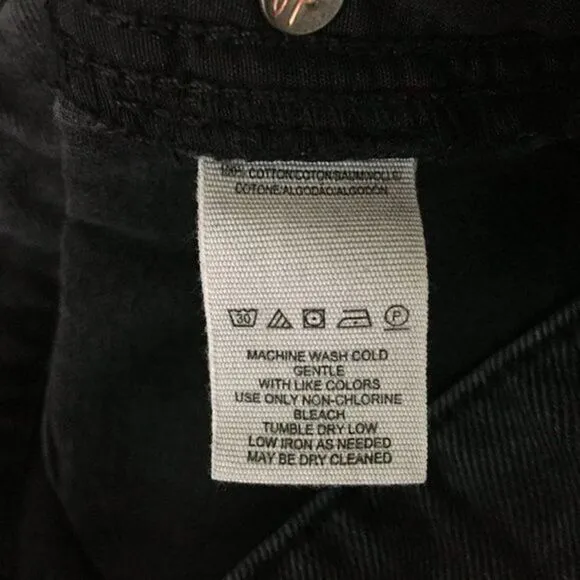 100% COTTON/COTON/BAUMWOLLE
COTONE/ALGODÃO/ALGODÓN
30 P
MACHINE WASH COLD
GENTLE
WITH LIKE COLORS
USE ONLY NON-CHLORINE
BLEACH
TUMBLE DRY LOW
LOW IRON AS NEEDED
MAY BE DRY CLEANED